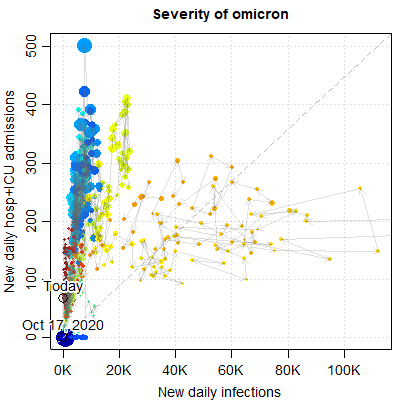 Severity of omicron
New daily hosp+ICU admissions
500
400
300
200
100
0
Today
Oct 17, 2020
0K 20K 40K 60K 80K 100K
New daily infections